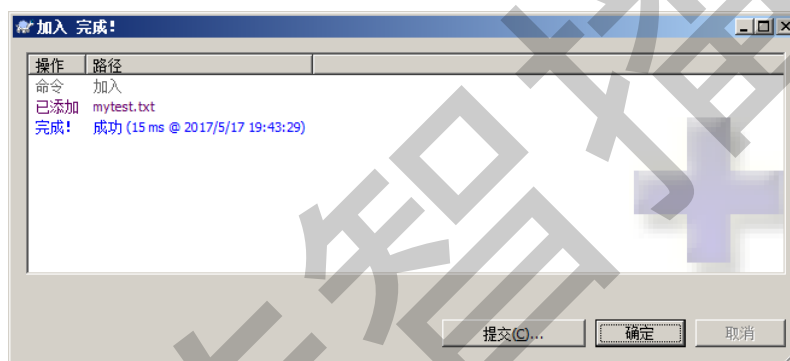 加入 完成!
操作 路径
命令 加入
已添加 mytest.txt
完成! 成功 (15 ms @ 2017/5/17 19:43:29)
提交(C)... 确定 取消